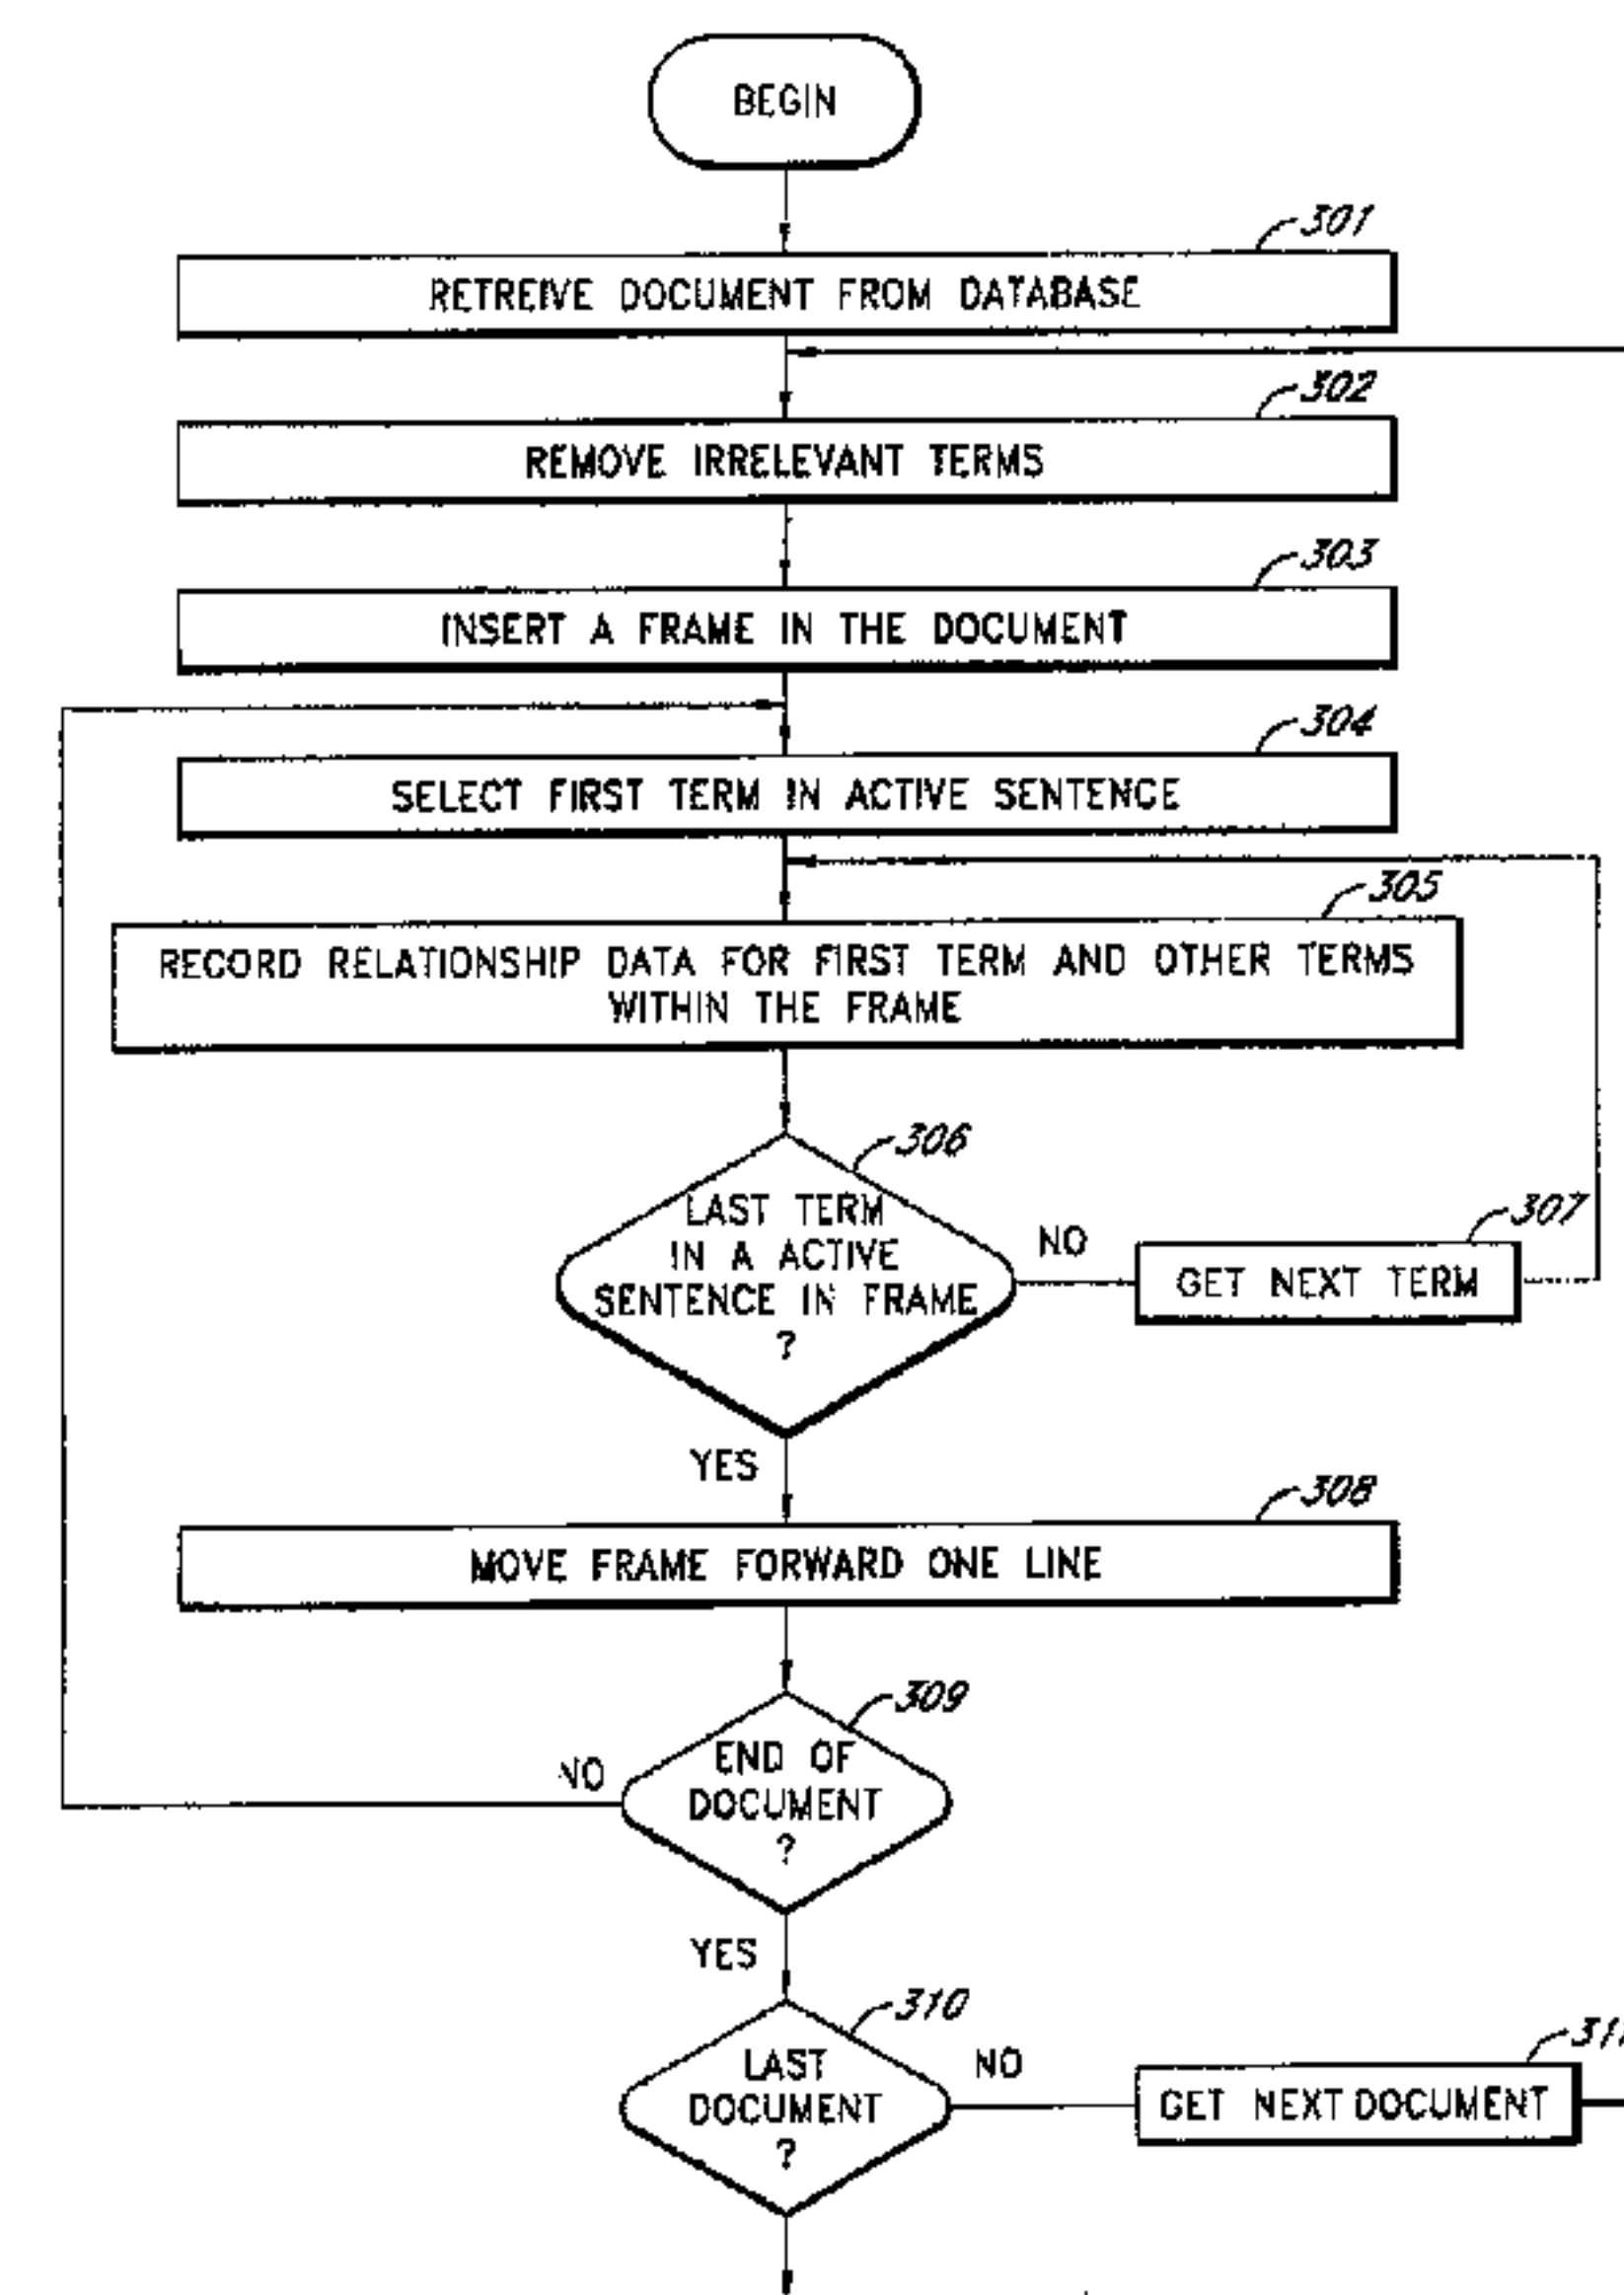 BEGIN
301
RETREIVE DOCUMENT FROM DATABASE
302
REMOVE IRRELEVANT TERMS
303
INSERT A FRAME IN THE DOCUMENT
304
SELECT FIRST TERM IN ACTIVE SENTENCE
305
RECORD RELATIONSHIP DATA FOR FIRST TERM AND OTHER TERMS
WITHIN THE FRAME
306
LAST TERM
IN A ACTIVE
SENTENCE IN FRAME
?
NO
307
GET NEXT TERM
YES
308
MOVE FRAME FORWARD ONE LINE
309
END OF
DOCUMENT
?
NO
YES
310
LAST
DOCUMENT
?
NO
GET NEXT DOCUMENT